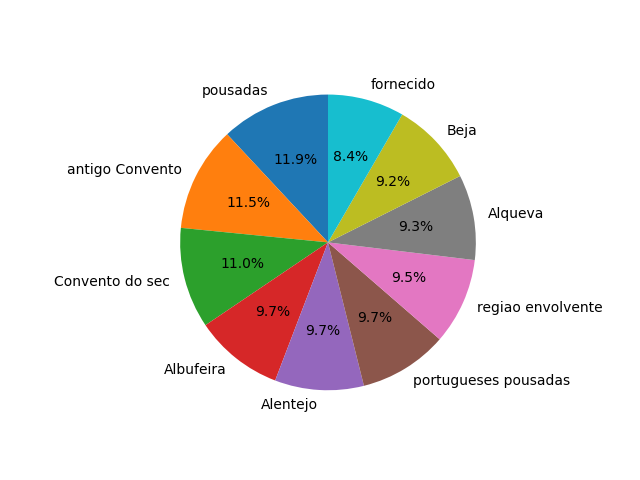 pousadas
11.9%
antigo Convento
11.5%
Convento do sec
11.0%
Albufeira
9.7%
Alentejo
9.7%
portugueses pousadas
9.7%
regiao envolvente
9.5%
Alqueva
9.3%
Beja
9.2%
fornecido
8.4%